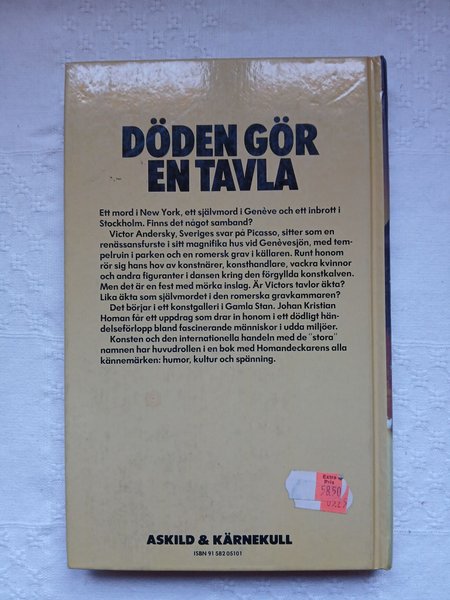 DÖDEN GÖR
EN TAVLA
Ett mord i New York, ett självmord i Genève och ett inbrott i
Stockholm. Finns det något samband?
Victor Andersky, Sveriges svar på Picasso, sitter som en
renässansfurste i sitt magnifika hus vid Genévesjön, med tem-
pelruin i parken och en romersk grav i källaren. Runt honom
rör sig hans hov av konstnärer, konsthandlare, vackra kvinnor
och andra figuranter i dansen kring den förgyllda konstkalven.
Men det är en fest med mörka inslag. Är Victors tavlor äkta?
Lika äkta som självmordet i den romerska gravkammaren?
Det börjar i ett konstgalleri i Gamla Stan. Johan Kristian
Homan får ett uppdrag som drar in honom i ett dödligt hän-
delseförlopp bland fascinerande människor i udda miljöer.
Konsten och den internationella handeln med de "stora"
namnen har huvudrollen i en bok med Homandeckarens alla
kännemärken: humor, kultur och spänning.
Extra
Pris
58.50
ASKILD & KÄRNEKULL
ISBN 91 582 0510 1